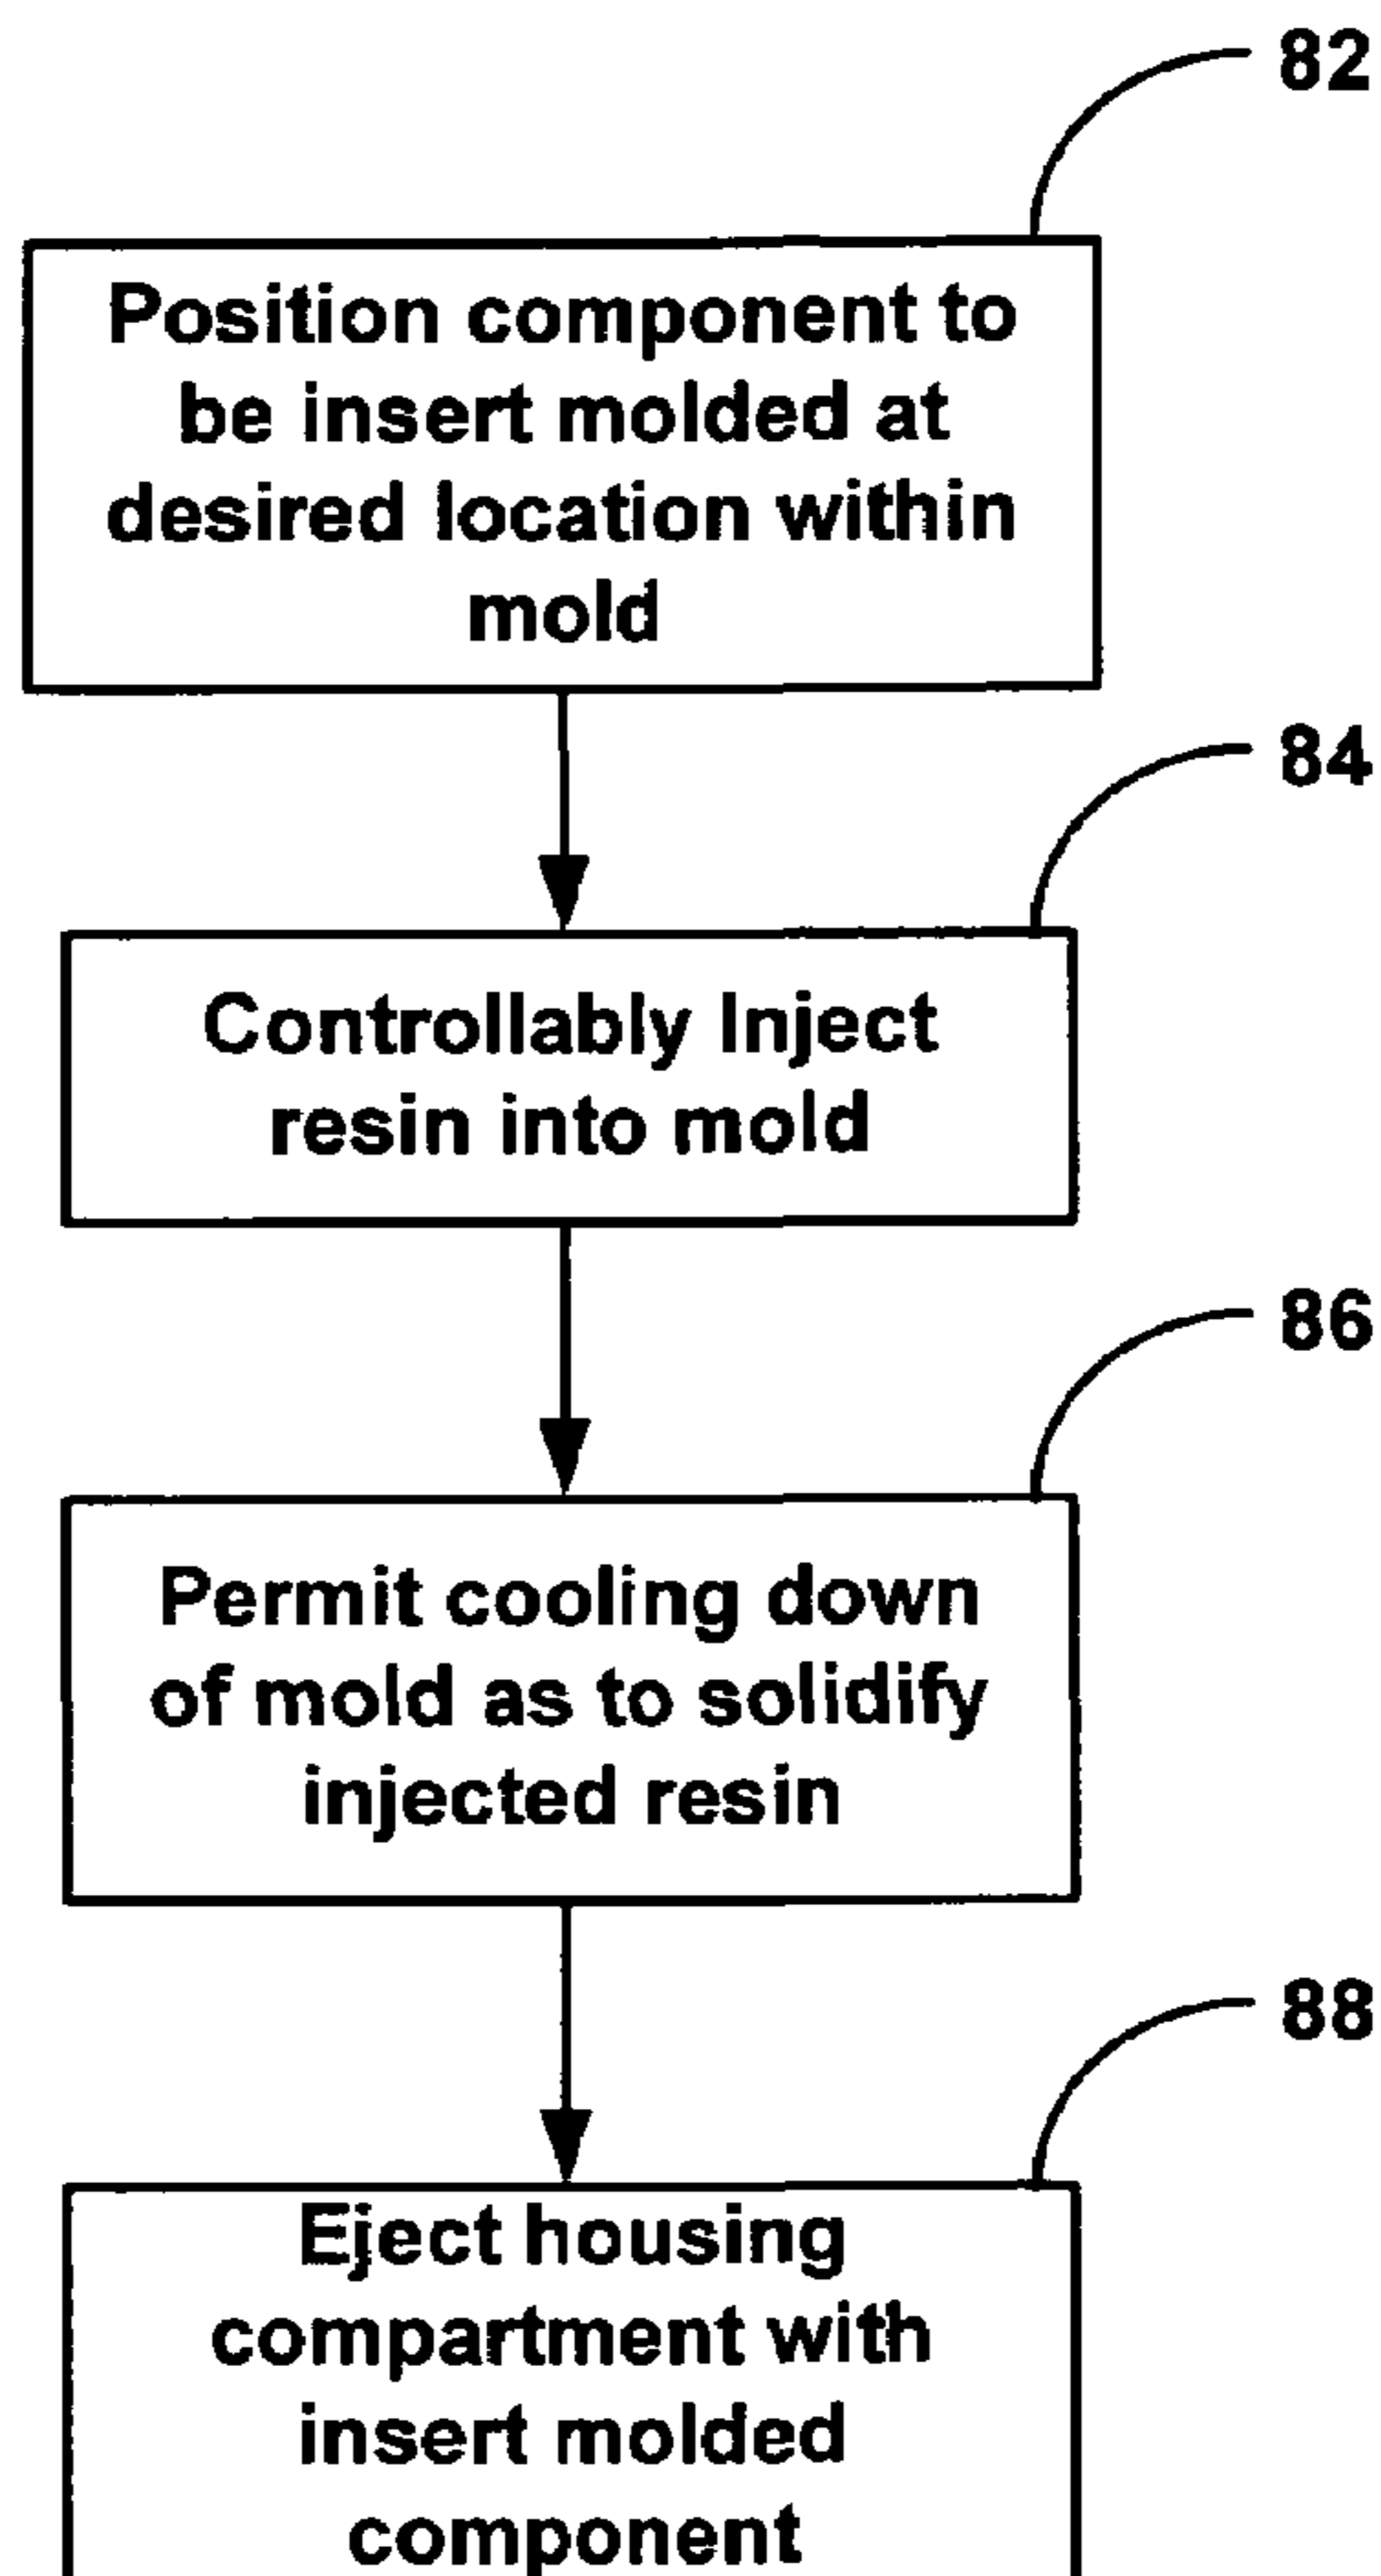 82
Position component to
be insert molded at
desired location within
mold
84
Controllably Inject
resin into mold
86
Permit cooling down
of mold as to solidify
injected resin
88
Eject housing
compartment with
insert molded
component